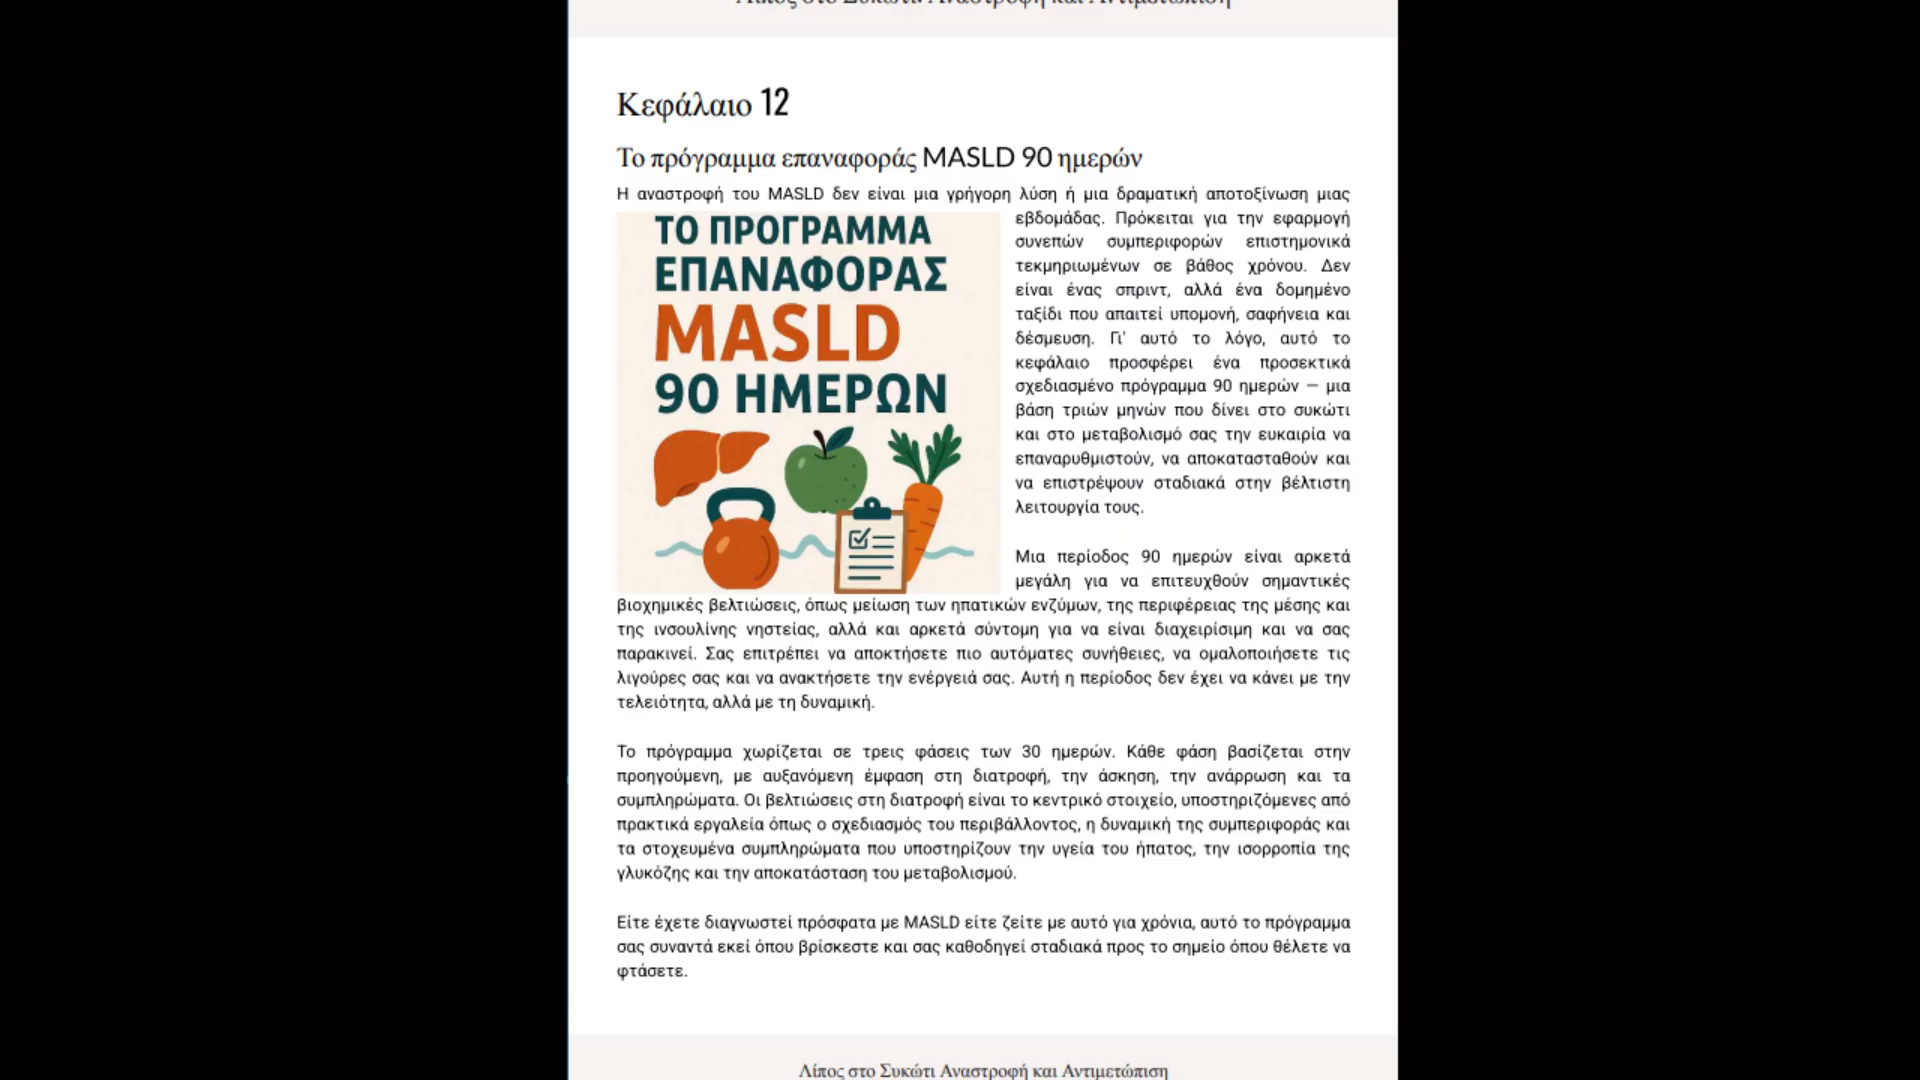 Λίπος στο Συκώτι Αναστροφή και Αντιμετώπιση
Κεφάλαιο 12
Το πρόγραμμα επαναφοράς MASLD 90 ημερών
Η αναστροφή του MASLD δεν είναι μια γρήγορη λύση ή μια δραματική αποτοξίνωση μιας
ΤΟ ΠΡΟΓΡΑΜΜΑ
ΕΠΑΝΑΦΟΡΑΣ
MASLD
90 ΗΜΕΡΩΝ
εβδομάδας. Πρόκειται για την εφαρμογή
συνεπών συμπεριφορών επιστημονικά
τεκμηριωμένων σε βάθος χρόνου. Δεν
είναι ένας σπριντ, αλλά ένα δομημένο
ταξίδι που απαιτεί υπομονή, σαφήνεια και
δέσμευση. Γι' αυτό το λόγο, αυτό το
κεφάλαιο προσφέρει ένα προσεκτικά
σχεδιασμένο πρόγραμμα 90 ημερών — μια
βάση τριών μηνών που δίνει στο συκώτι
και στο μεταβολισμό σας την ευκαιρία να
επαναρυθμιστούν, να αποκατασταθούν και
να επιστρέψουν σταδιακά στην βέλτιστη
λειτουργία τους.
Μια περίοδος 90 ημερών είναι αρκετά
μεγάλη για να επιτευχθούν σημαντικές
βιοχημικές βελτιώσεις, όπως μείωση των ηπατικών ενζύμων, της περιφέρειας της μέσης και
της ινσουλίνης νηστείας, αλλά και αρκετά σύντομη για να είναι διαχειρίσιμη και να σας
παρακινεί. Σας επιτρέπει να αποκτήσετε πιο αυτόματες συνήθειες, να ομαλοποιήσετε τις
λιγούρες σας και να ανακτήσετε την ενέργειά σας. Αυτή η περίοδος δεν έχει να κάνει με την
τελειότητα, αλλά με τη δυναμική.
Το πρόγραμμα χωρίζεται σε τρεις φάσεις των 30 ημερών. Κάθε φάση βασίζεται στην
προηγούμενη, με αυξανόμενη έμφαση στη διατροφή, την άσκηση, την ανάρρωση και τα
συμπληρώματα. Οι βελτιώσεις στη διατροφή είναι το κεντρικό στοιχείο, υποστηριζόμενες από
πρακτικά εργαλεία όπως ο σχεδιασμός του περιβάλλοντος, η δυναμική της συμπεριφοράς και
τα στοχευμένα συμπληρώματα που υποστηρίζουν την υγεία του ήπατος, την ισορροπία της
γλυκόζης και την αποκατάσταση του μεταβολισμού.
Είτε έχετε διαγνωστεί πρόσφατα με MASLD είτε ζείτε με αυτό για χρόνια, αυτό το πρόγραμμα
σας συναντά εκεί όπου βρίσκεστε και σας καθοδηγεί σταδιακά προς το σημείο όπου θέλετε να
φτάσετε.
Λίπος στο Συκώτι Αναστροφή και Αντιμετώπιση